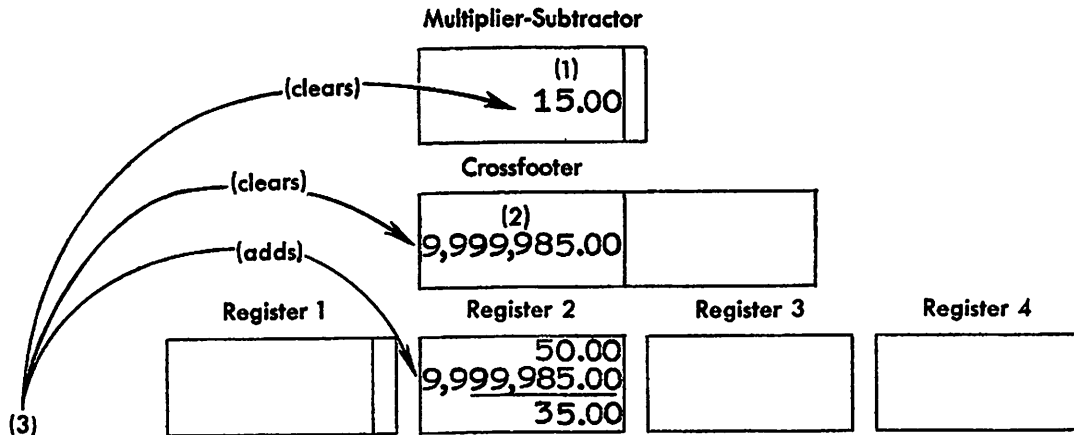 Multiplier-Subtractor
(1)
(clears)
15.00
Crossfooter
(clears)
(2)
9,999,985.00
(adds)
Register 1
Register 2
Register 3
Register 4
50.00
9,999,985.00
35.00
(3)